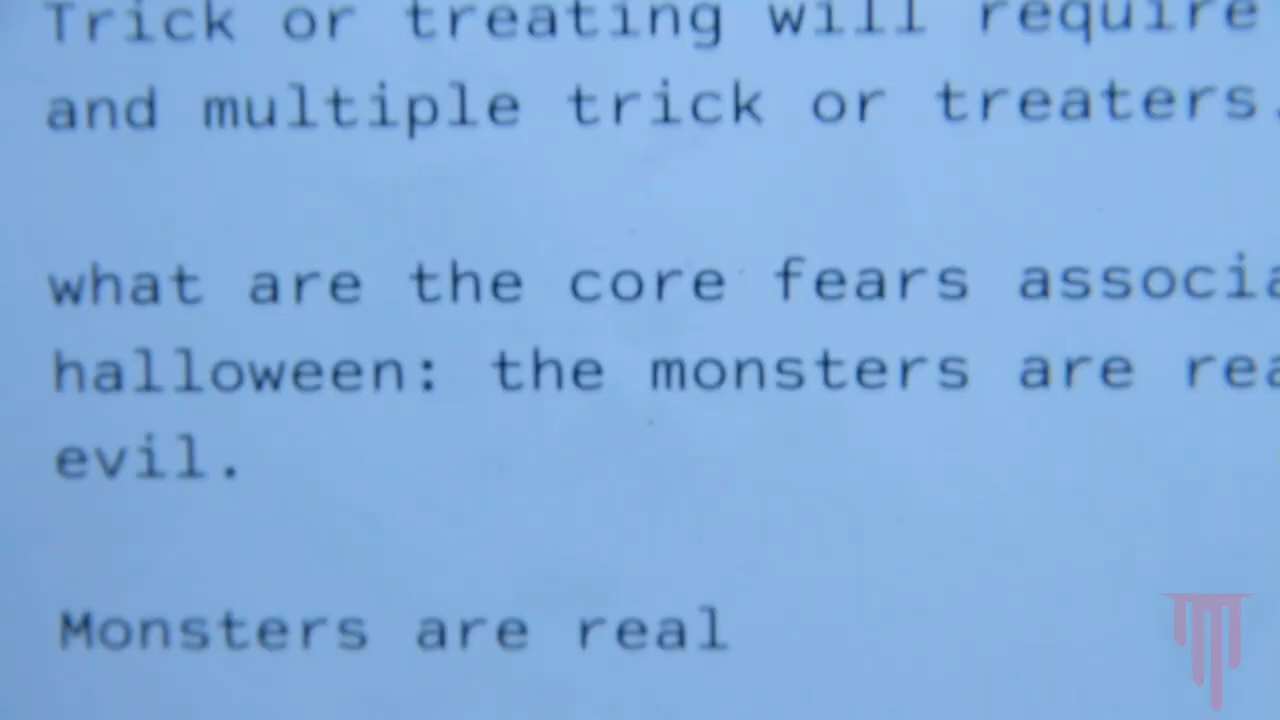 Trick or treating will require
and multiple trick or treaters.
what are the core fears
halloween: the monsters are
evil.
Monsters are real